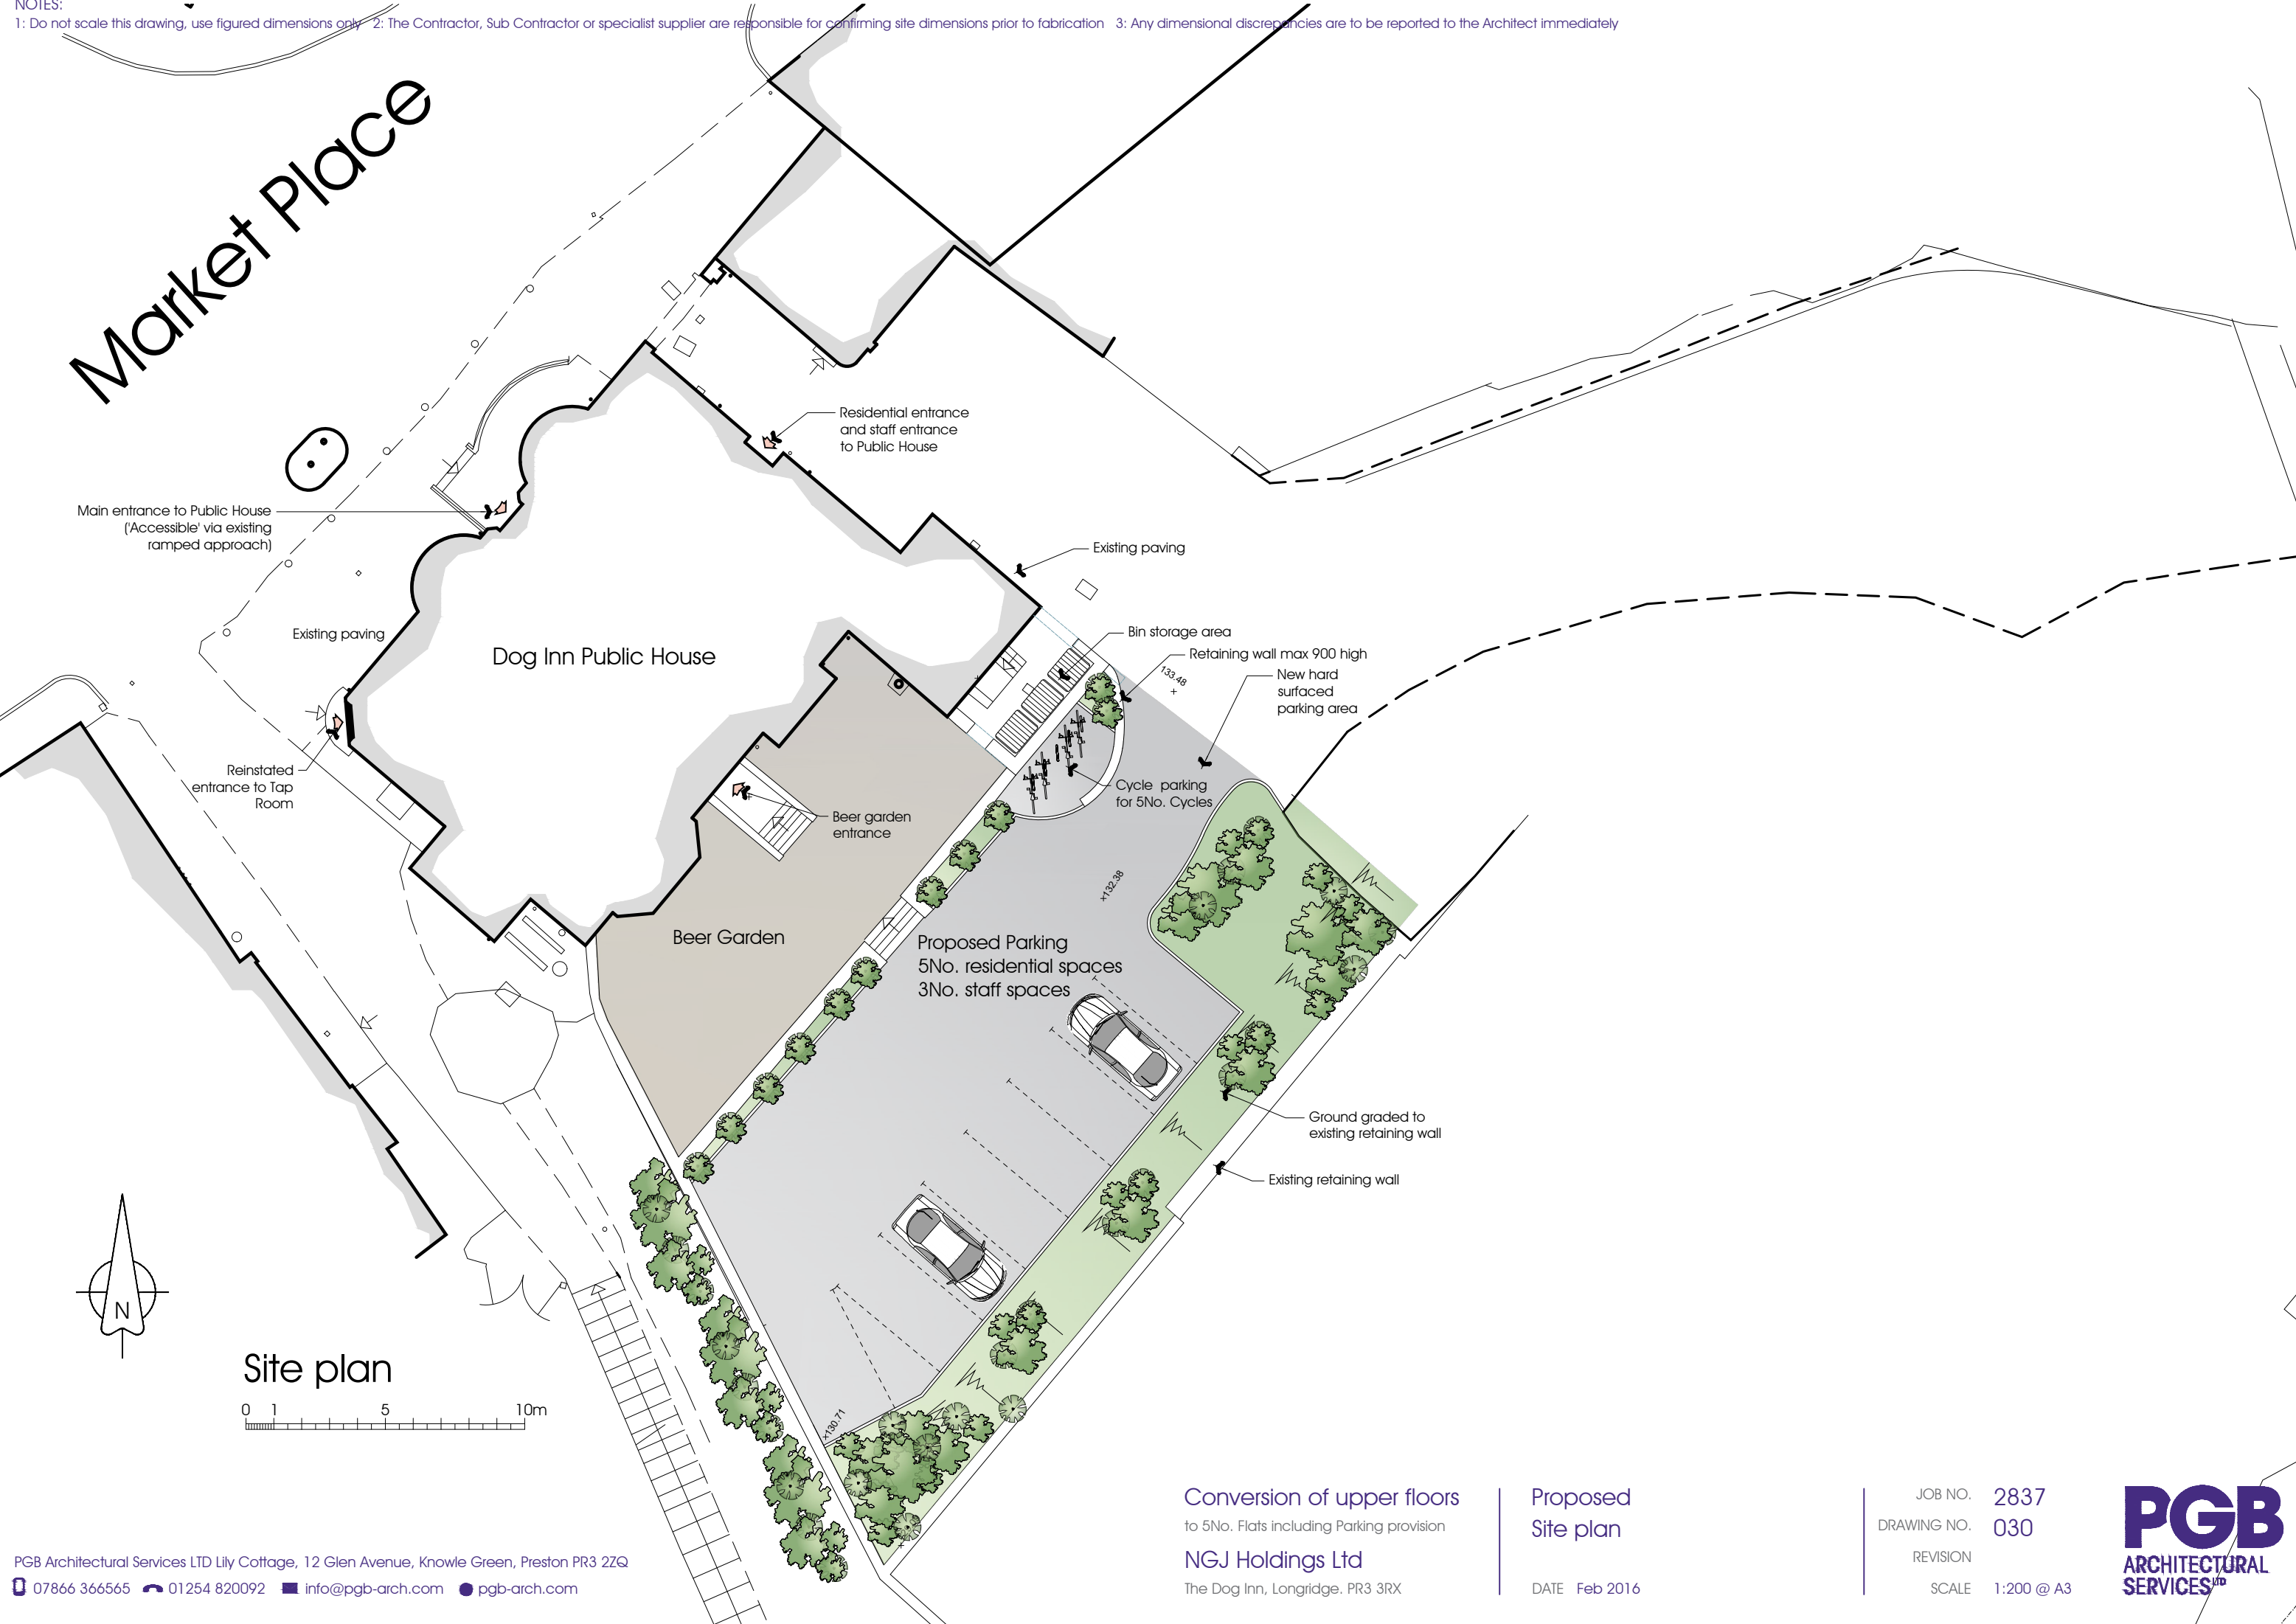 NOTES:
1: Do not scale this drawing, use figured dimensions only   2: The Contractor, Sub Contractor or specialist supplier are responsible for confirming site dimensions prior to fabrication   3: Any dimensional discrepancies are to be reported to the Architect immediately
Market Place
Residential entrance
and staff entrance
to Public House
Main entrance to Public House
('Accessible' via existing
ramped approach)
Existing paving
Existing paving
Dog Inn Public House
Bin storage area
Retaining wall max 900 high
133.48
New hard
surfaced
parking area
Reinstated
entrance to Tap
Room
Cycle parking
for 5No. Cycles
Beer garden
entrance
x132.38
Beer Garden
Proposed Parking
5No. residential spaces
3No. staff spaces
Ground graded to
existing retaining wall
Existing retaining wall
N
Site plan
0 1 5 10m
x130.71
Conversion of upper floors
to 5No. Flats including Parking provision
NGJ Holdings Ltd
The Dog Inn, Longridge. PR3 3RX
Proposed
Site plan
DATE Feb 2016
JOB NO. 2837
DRAWING NO. 030
REVISION
SCALE 1:200 @ A3
PGB
ARCHITECTURAL
SERVICES LTD
PGB Architectural Services LTD Lily Cottage, 12 Glen Avenue, Knowle Green, Preston PR3 2ZQ
07866 366565 01254 820092 info@pgb-arch.com pgb-arch.com